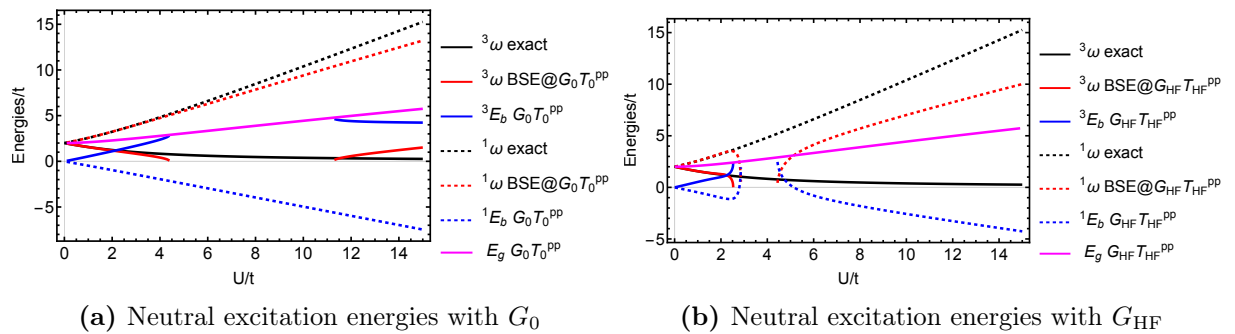 Energies/t
15
10
5
0
-5
0 2 4 6 8 10 12 14
U/t
³ω exact
³ω BSE@G₀T₀ᵖᵖ
³E_b G₀T₀ᵖᵖ
¹ω exact
¹ω BSE@G₀T₀ᵖᵖ
¹E_b G₀T₀ᵖᵖ
E_g G₀T₀ᵖᵖ
(a) Neutral excitation energies with G₀
Energies/t
15
10
5
0
-5
0 2 4 6 8 10 12 14
U/t
³ω exact
³ω BSE@G_HF T_HFᵖᵖ
³E_b G_HF T_HFᵖᵖ
¹ω exact
¹ω BSE@G_HF T_HFᵖᵖ
¹E_b G_HF T_HFᵖᵖ
E_g G_HF T_HFᵖᵖ
(b) Neutral excitation energies with G_HF